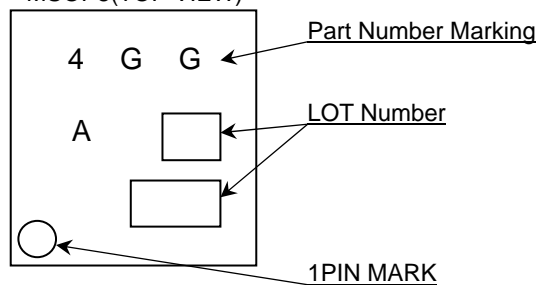 4 G G
Part Number Marking
A
LOT Number
1PIN MARK